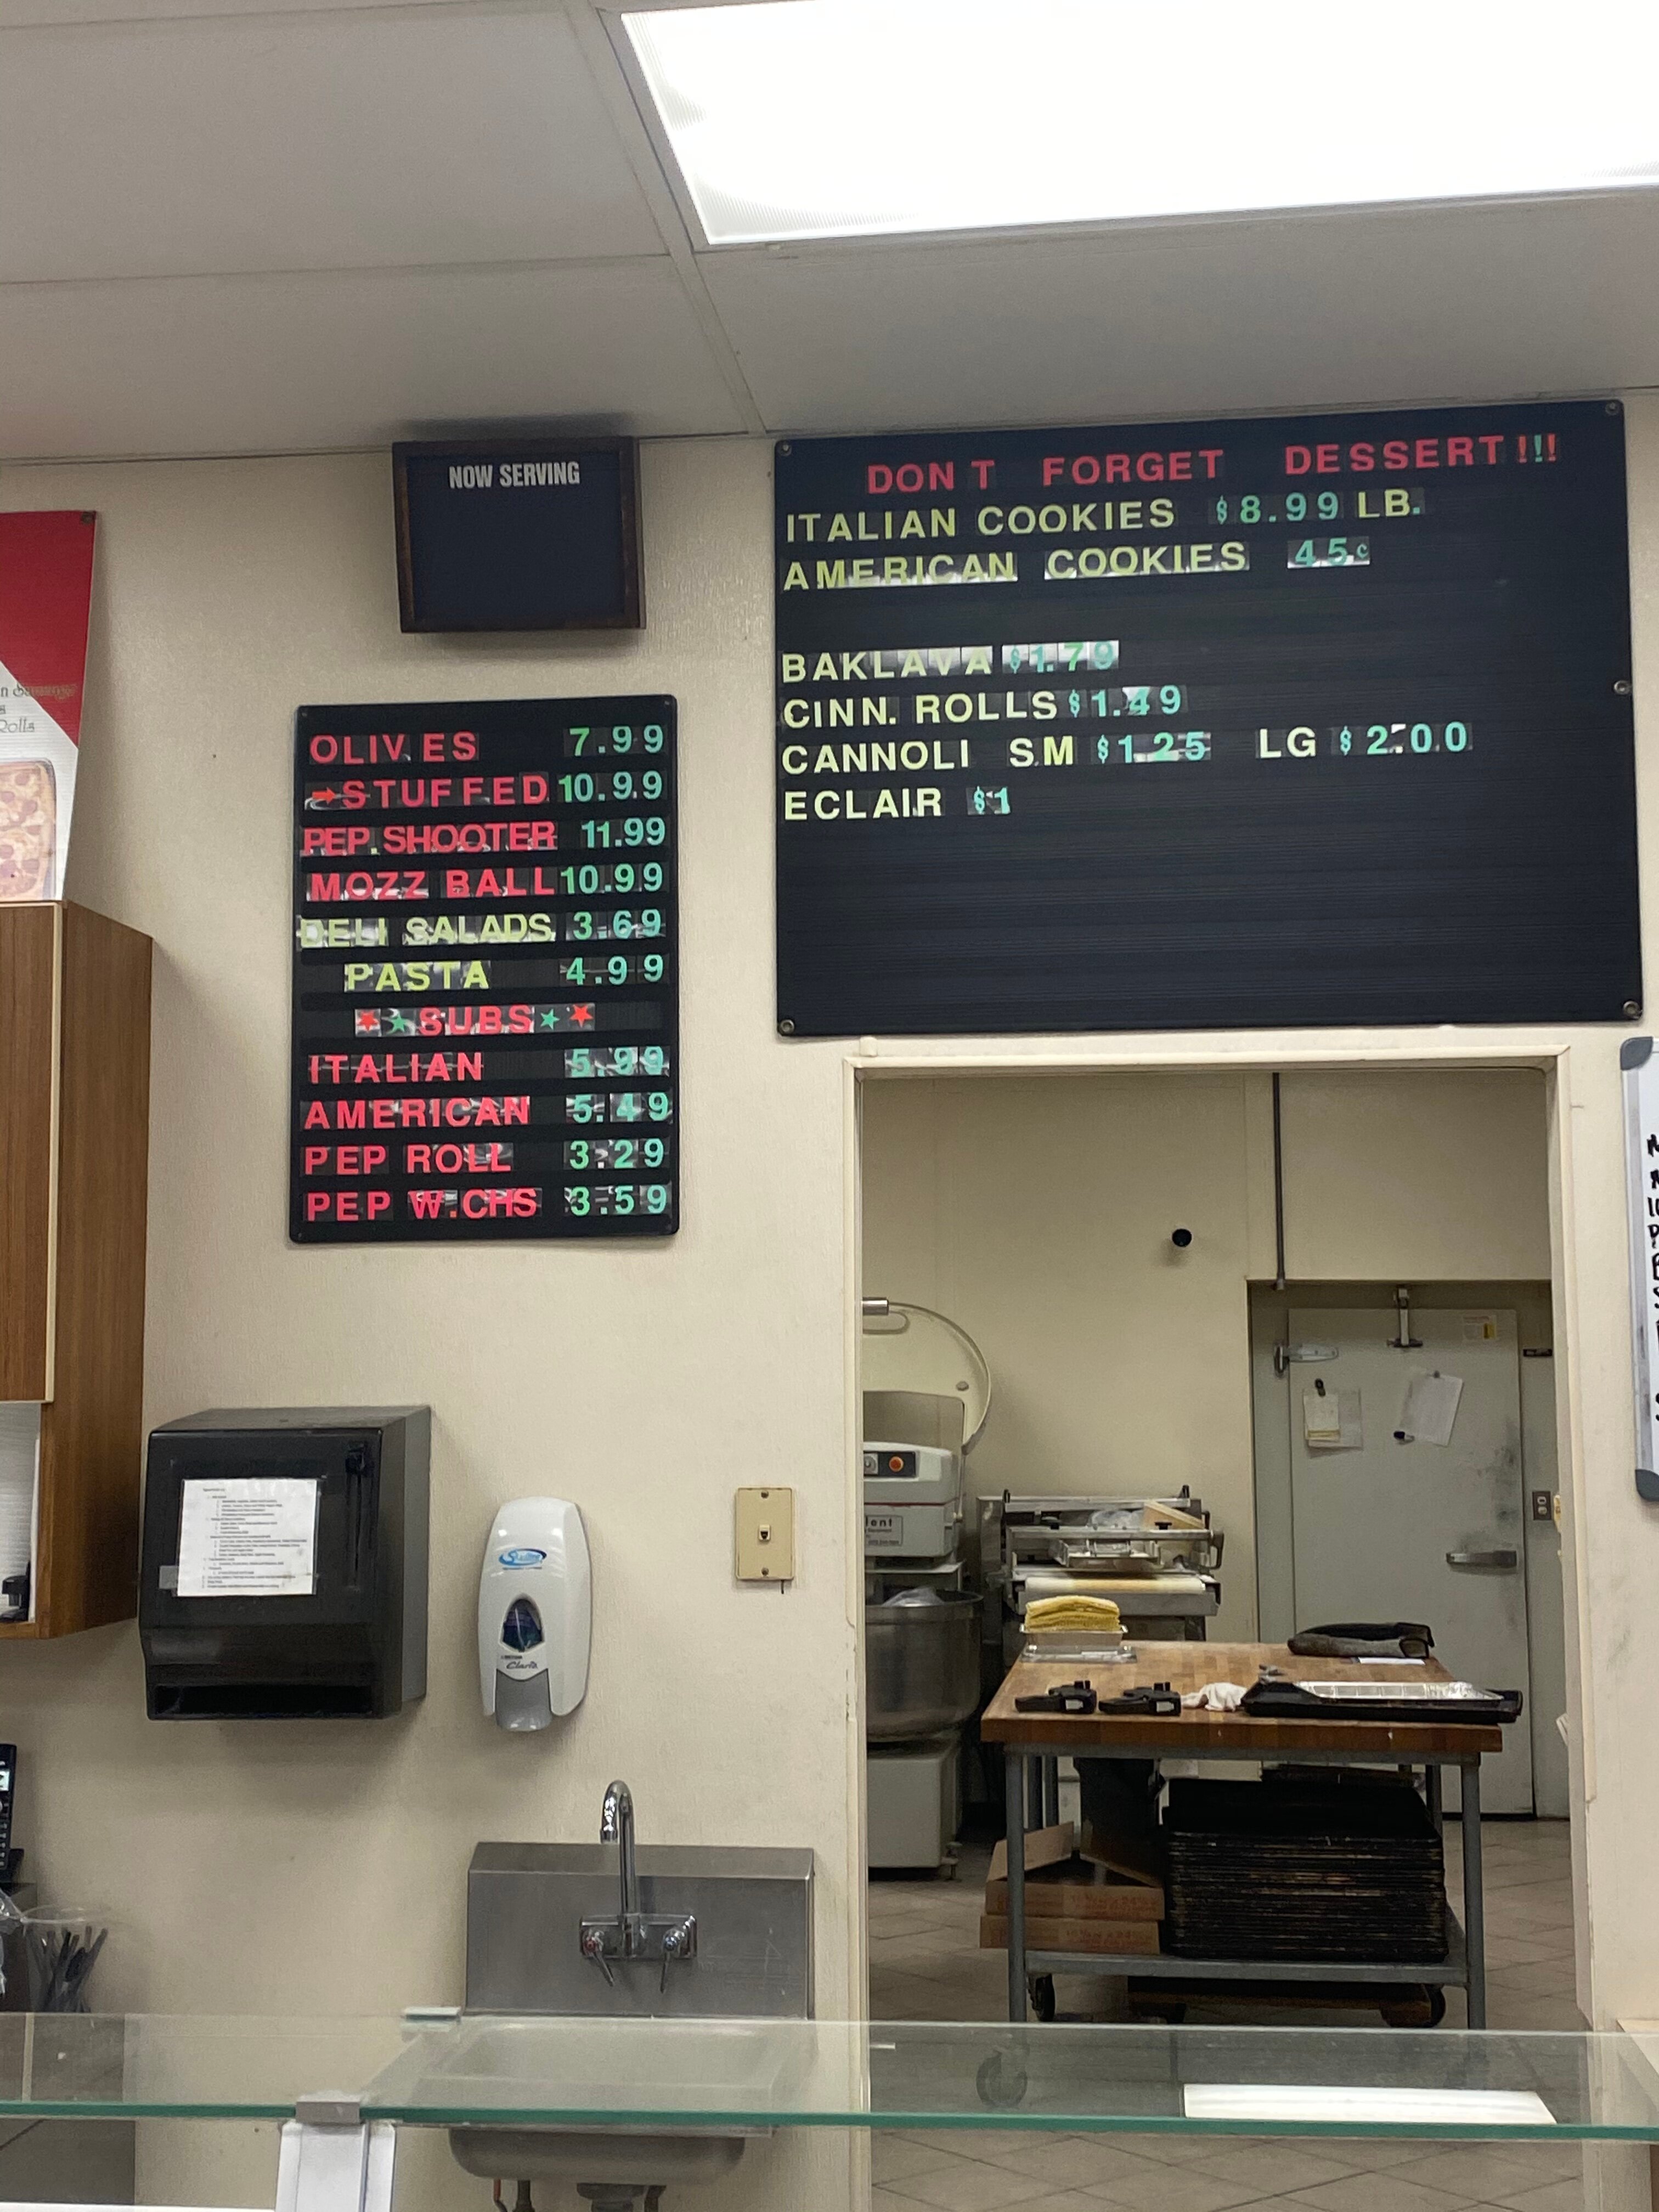 NOW SERVING
DON T FORGET DESSERT!!!
ITALIAN COOKIES $8.99 LB.
AMERICAN COOKIES 45¢
BAKLAVA $1.79
CINN. ROLLS $1.49
CANNOLI SM $1.25 LG $2.00
ECLAIR $1
OLIVES 7.99
→STUFFED 10.99
PEP.SHOOTER 11.99
MOZZ BALL 10.99
DELI SALADS 3.69
PASTA 4.99
★★SUBS★★
ITALIAN 5.99
AMERICAN 5.49
PEP ROLL 3.29
PEP W.CHS 3.59
Rolls